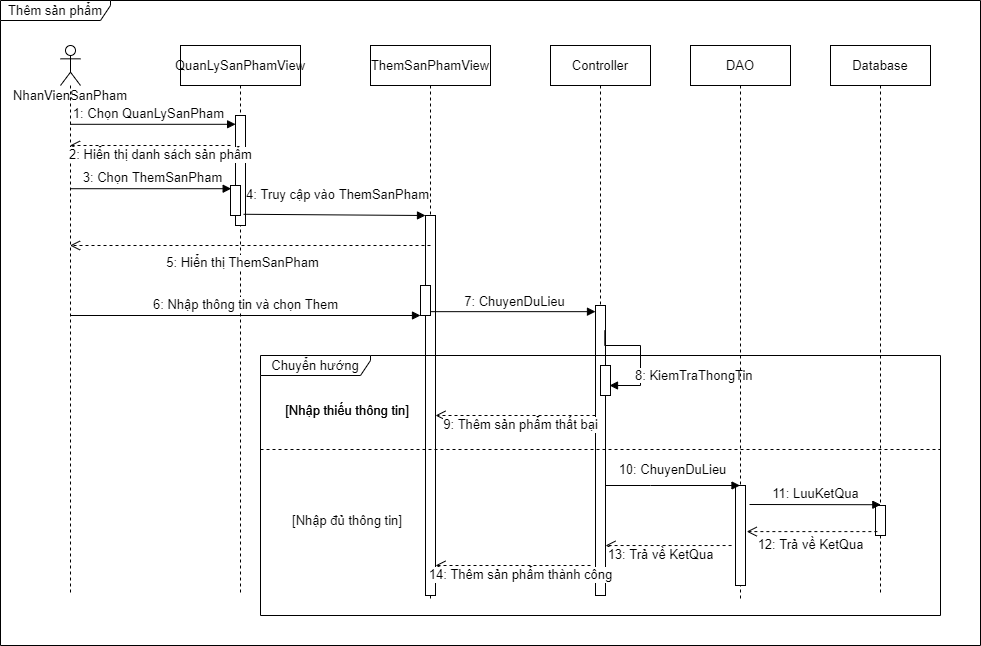 Thêm sản phẩm
NhanVienSanPham
QuanLySanPhamView
ThemSanPhamView
Controller
DAO
Database
1: Chọn QuanLySanPham
2: Hiển thị danh sách sản phẩm
3: Chọn ThemSanPham
4: Truy cập vào ThemSanPham
5: Hiển thị ThemSanPham
6: Nhập thông tin và chọn Them
7: ChuyenDuLieu
Chuyển hướng
8: KiemTraThongTin
[Nhập thiếu thông tin]
9: Thêm sản phẩm thất bại
10: ChuyenDuLieu
11: LuuKetQua
[Nhập đủ thông tin]
12: Trả về KetQua
13: Trả về KetQua
14: Thêm sản phẩm thành công